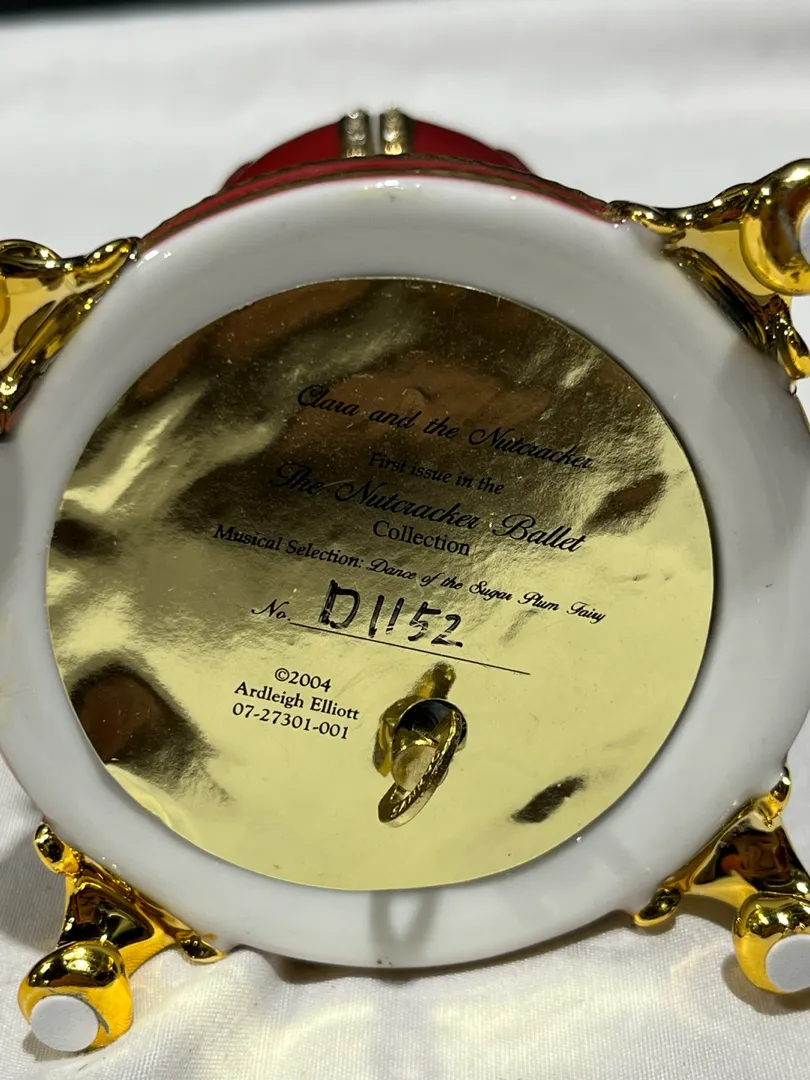 Clara and the Nutcracker
First issue in the
The Nutcracker Ballet
Collection
Musical Selection: Dance of the Sugar Plum Fairy
No. D1152
©2004
Ardleigh Elliott
07-27301-001